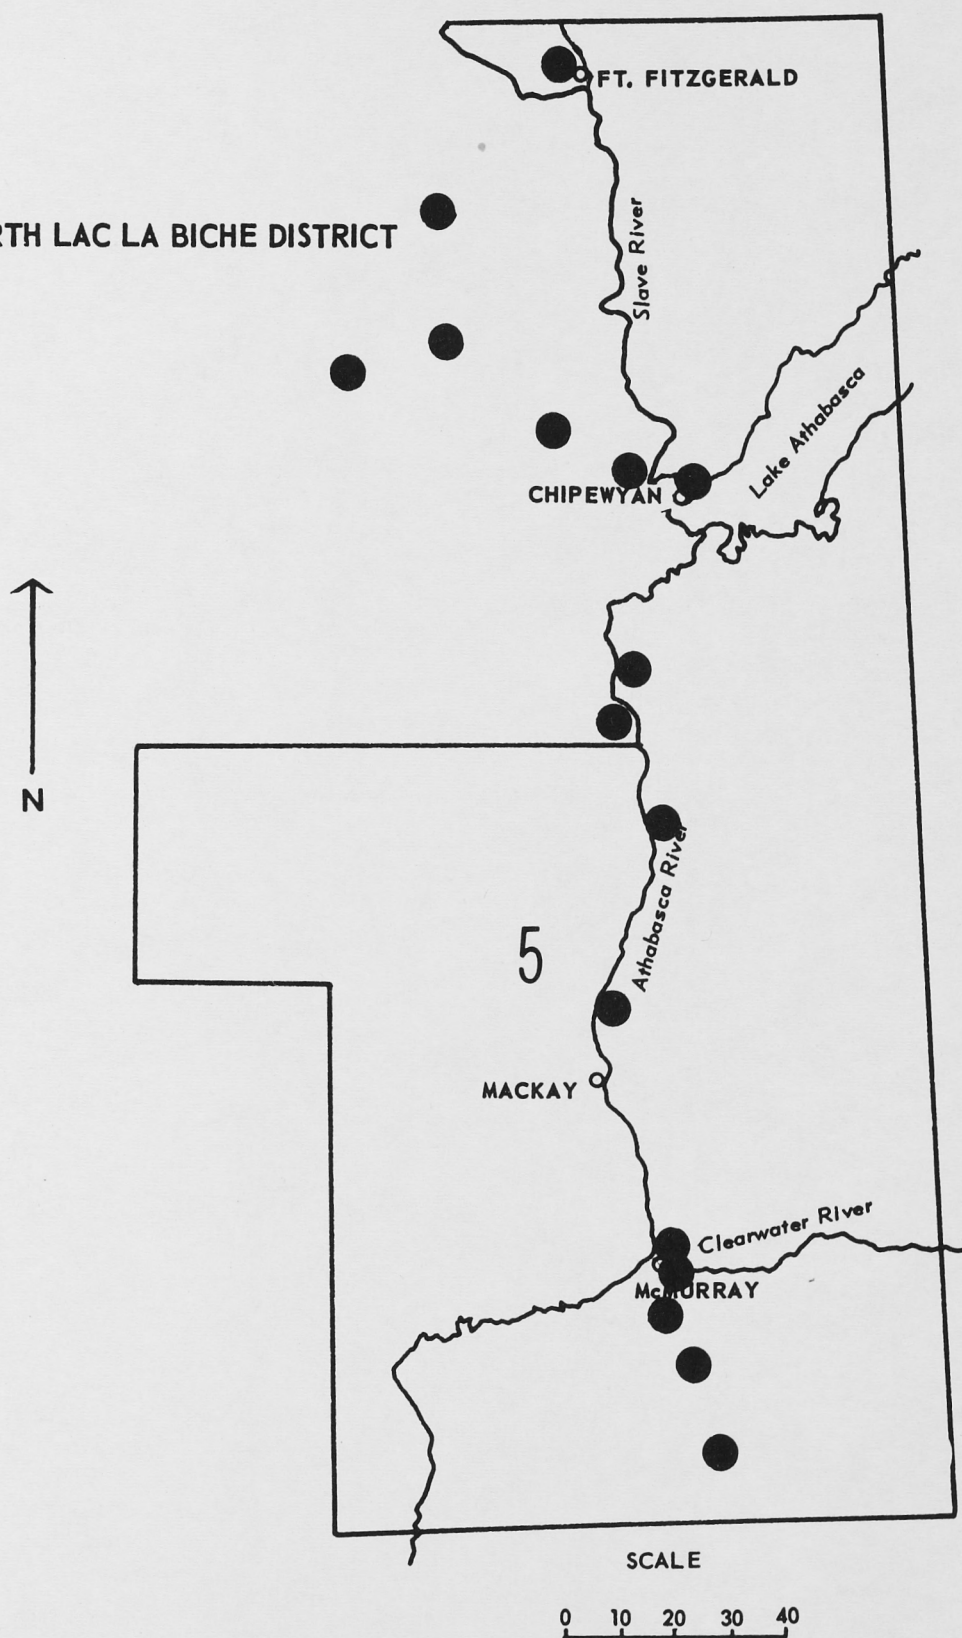 FT. FITZGERALD
RTH LAC LA BICHE DISTRICT
Slave River
Lake Athabasca
CHIPEWYAN
N
Athabasca River
5
MACKAY
Clearwater River
McMURRAY
SCALE
0 10 20 30 40